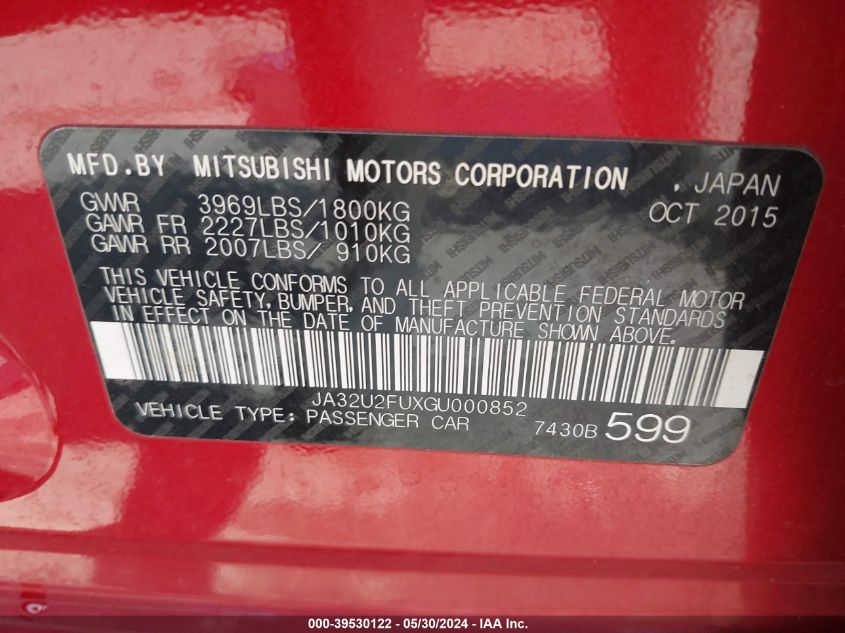 MFD.BY MITSUBISHI MOTORS CORPORATION , JAPAN
GWWR 3969LBS/1800KG OCT 2015
GAWR FR 2227LBS/1010KG
GAWR RR 2007LBS/ 910KG
THIS VEHICLE CONFORMS TO ALL APPLICABLE FEDERAL MOTOR
VEHICLE SAFETY, BUMPER, AND THEFT PREVENTION STANDARDS
IN EFFECT ON THE DATE OF MANUFACTURE SHOWN ABOVE.
JA32U2FUXGU000852
VEHICLE TYPE: PASSENGER CAR 7430B 599
000-39530122 - 05/30/2024 - IAA Inc.